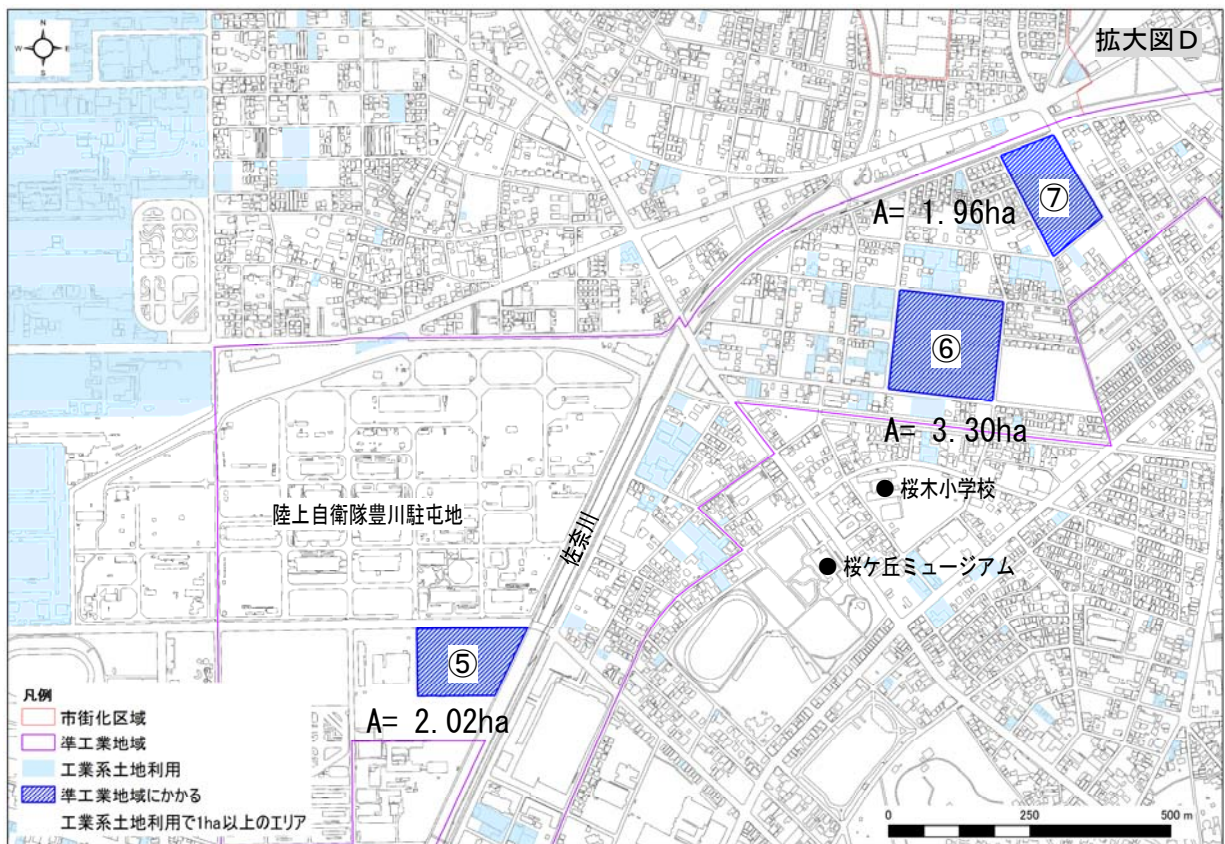 拡大図D
N
W E
S
⑦
A= 1.96ha
⑥
A= 3.30ha
● 桜木小学校
陸上自衛隊豊川駐屯地
佐奈川
● 桜ケ丘ミュージアム
⑤
A= 2.02ha
凡例
市街化区域
準工業地域
工業系土地利用
準工業地域にかかる
工業系土地利用で1ha以上のエリア
0 250 500 m